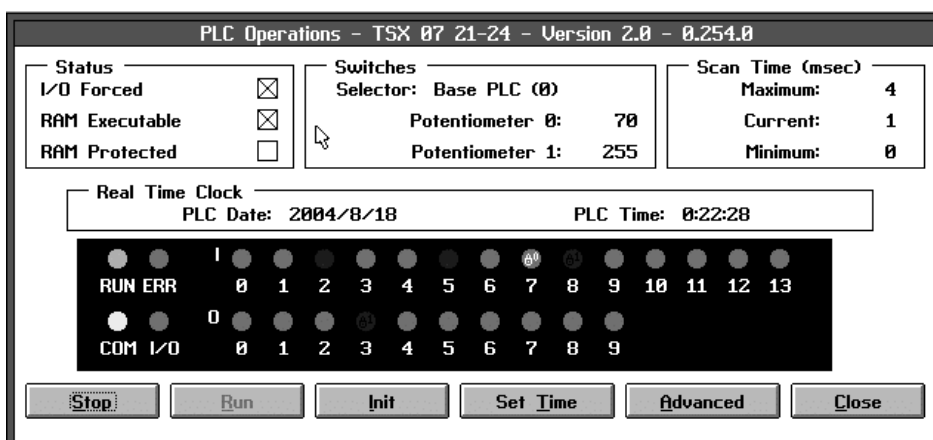 PLC Operations - TSX 07 21-24 - Version 2.0 - 0.254.0
Status
I/O Forced
RAM Executable
RAM Protected
Switches
Selector: Base PLC (0)
Potentiometer 0: 70
Potentiometer 1: 255
Scan Time (msec)
Maximum: 4
Current: 1
Minimum: 0
Real Time Clock
PLC Date: 2004/8/18 PLC Time: 0:22:28
I
RUN ERR 0 1 2 3 4 5 6 7 8 9 10 11 12 13
O
COM I/O 0 1 2 3 4 5 6 7 8 9
Stop Run Init Set Time Advanced Close